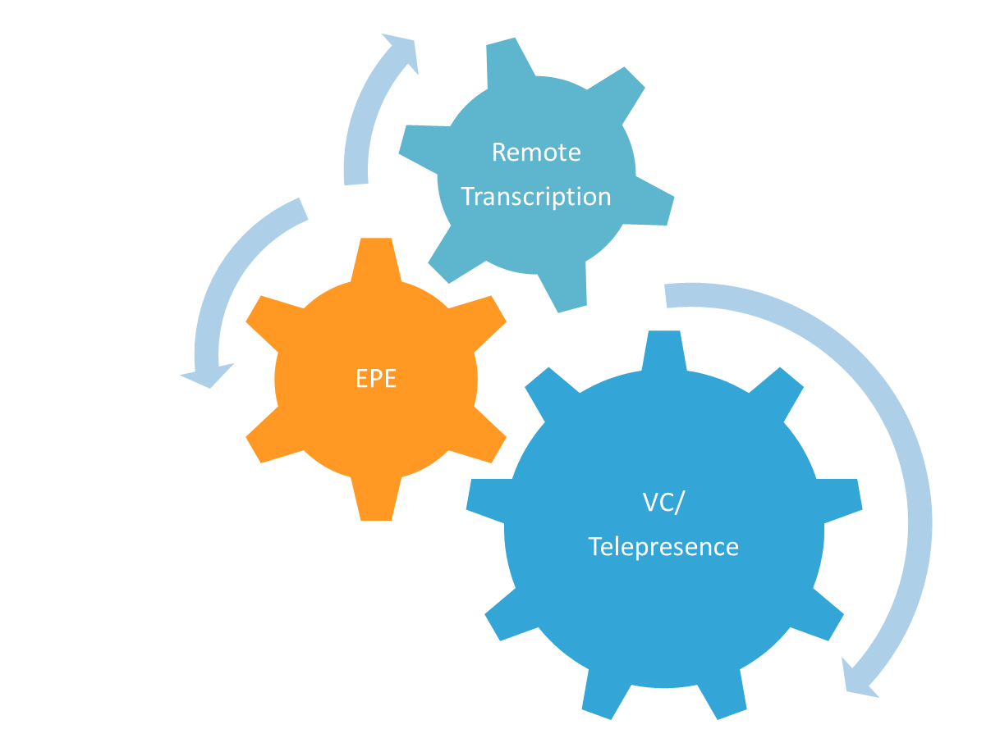 Remote
Transcription
EPE
VC/
Telepresence